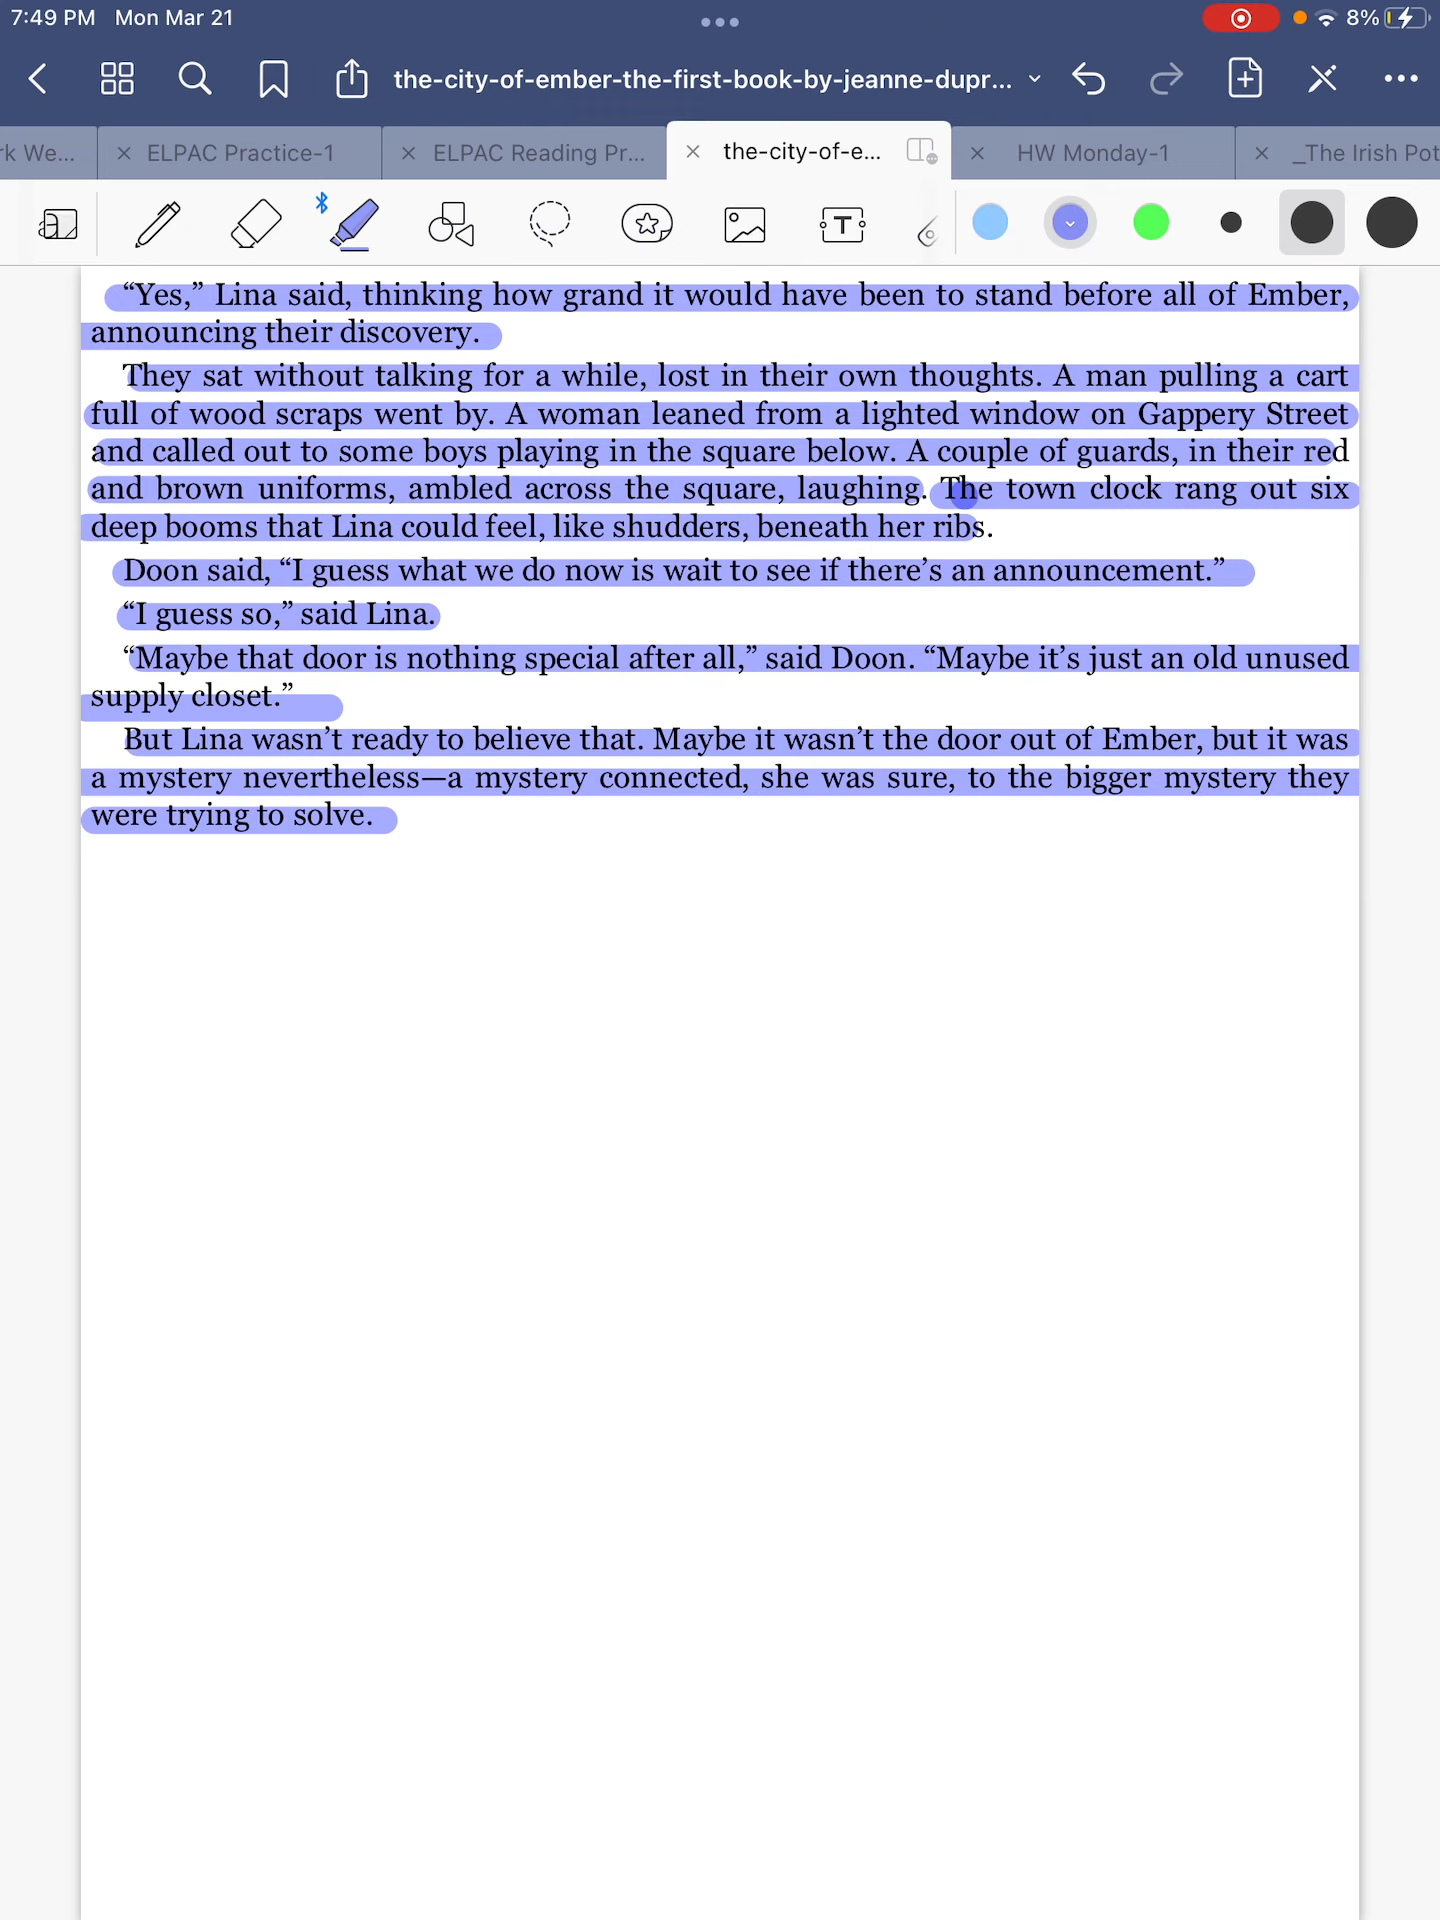 7:49 PM Mon Mar 21
8%
the-city-of-ember-the-first-book-by-jeanne-dupr...
rk We...
ELPAC Practice-1
ELPAC Reading Pr...
the-city-of-e...
HW Monday-1
_The Irish Pot
“Yes,” Lina said, thinking how grand it would have been to stand before all of Ember,
announcing their discovery.
They sat without talking for a while, lost in their own thoughts. A man pulling a cart
full of wood scraps went by. A woman leaned from a lighted window on Gappery Street
and called out to some boys playing in the square below. A couple of guards, in their red
and brown uniforms, ambled across the square, laughing. The town clock rang out six
deep booms that Lina could feel, like shudders, beneath her ribs.
Doon said, “I guess what we do now is wait to see if there’s an announcement.”
“I guess so,” said Lina.
“Maybe that door is nothing special after all,” said Doon. “Maybe it’s just an old unused
supply closet.”
But Lina wasn’t ready to believe that. Maybe it wasn’t the door out of Ember, but it was
a mystery nevertheless—a mystery connected, she was sure, to the bigger mystery they
were trying to solve.